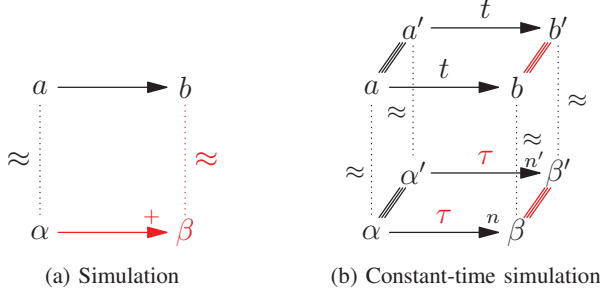 a b
≈ ≈
α + β
(a) Simulation
a′ t b′
a t b
≈ ≈ ≈ ≈
α′ τ n′ β′
α τ n β
(b) Constant-time simulation